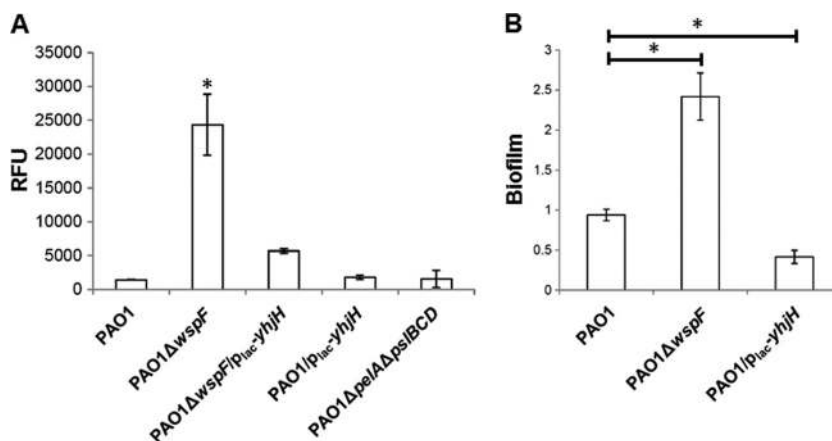 A
35000
30000
25000
20000
15000
10000
5000
0
RFU
*
PAO1
PAO1ΔwspF
PAO1ΔwspF/plac-yhjH
PAO1/plac-yhjH
PAO1ΔpelAΔpslBCD
B
3
2.5
2
1.5
1
0.5
0
Biofilm
*
*
PAO1
PAO1ΔwspF
PAO1/plac-yhjH